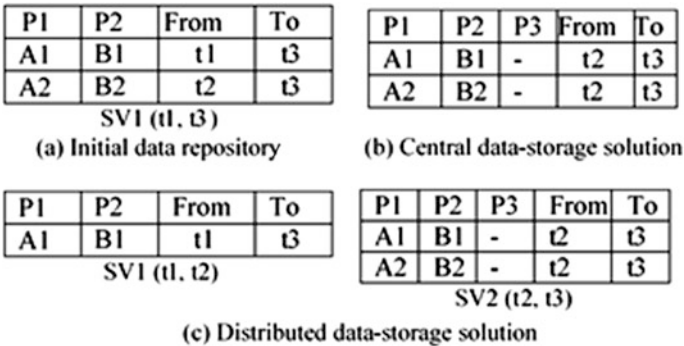 P1 P2 From To
A1 B1 t1 t3
A2 B2 t2 t3
SV1 (t1, t3)
(a) Initial data repository
P1 P2 P3 From To
A1 B1 - t2 t3
A2 B2 - t2 t3
(b) Central data-storage solution
P1 P2 From To
A1 B1 t1 t3
SV1 (t1, t2)
P1 P2 P3 From To
A1 B1 - t2 t3
A2 B2 - t2 t3
SV2 (t2, t3)
(c) Distributed data-storage solution